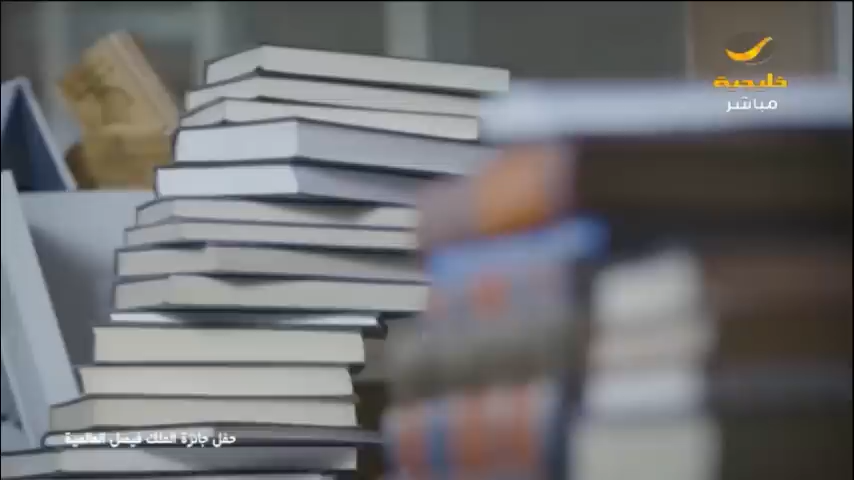 خليجية
مباشر
حفل جائزة الملك فيصل العالمية